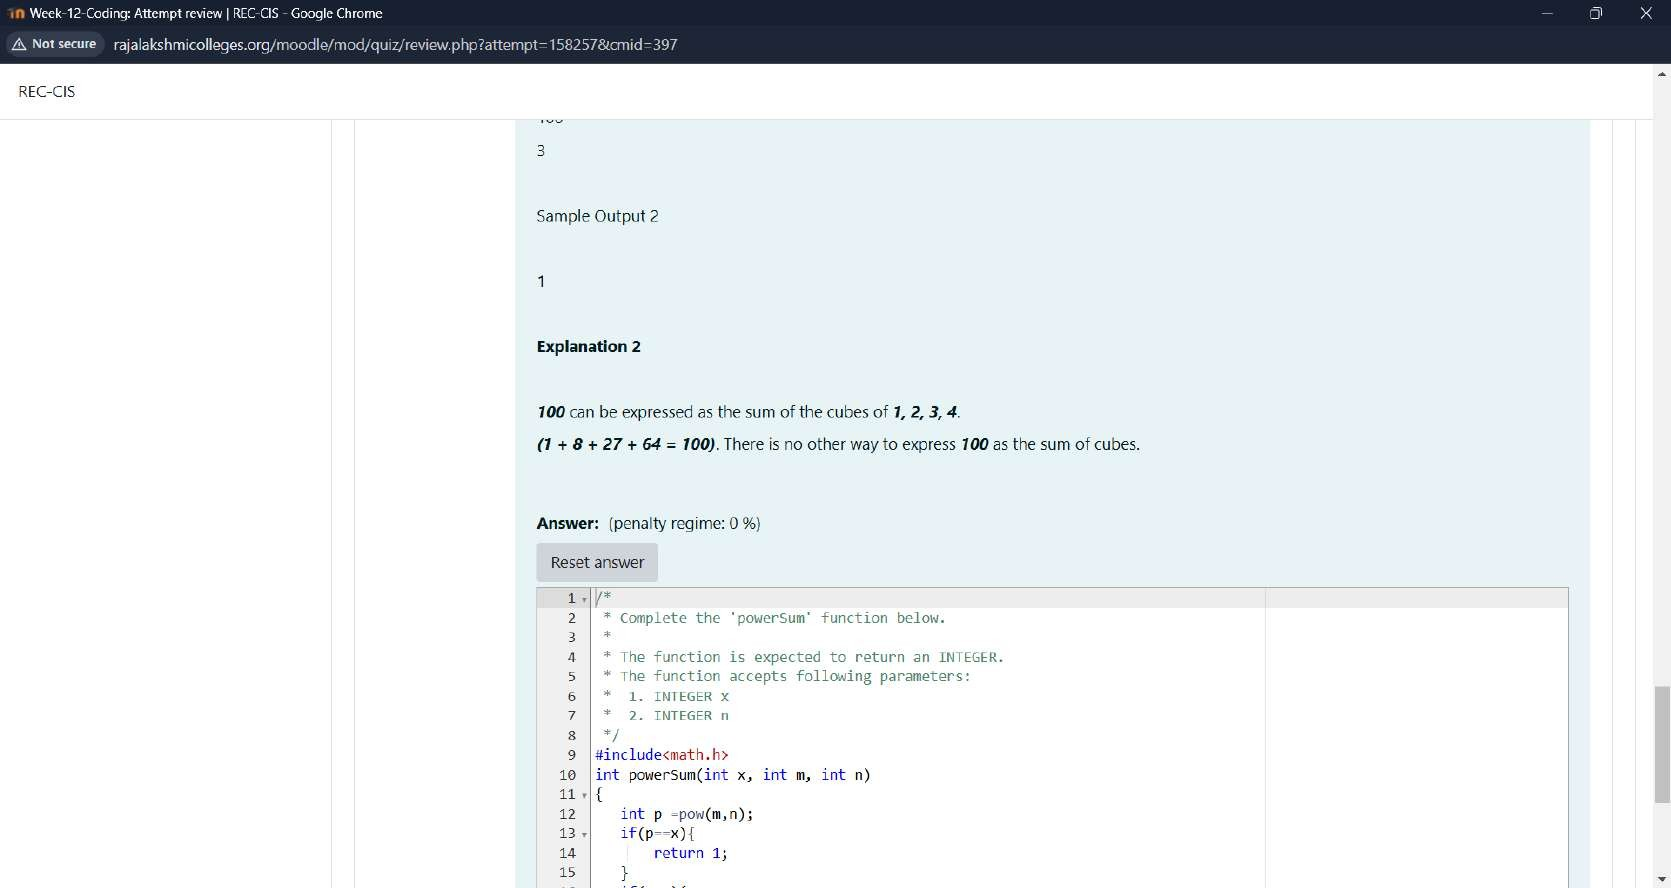 Week-12-Coding: Attempt review | REC-CIS - Google Chrome
Not secure rajalakshmicolleges.org/moodle/mod/quiz/review.php?attempt=158257&cmid=397
REC-CIS
3
Sample Output 2
1
Explanation 2
100 can be expressed as the sum of the cubes of 1, 2, 3, 4.
(1 + 8 + 27 + 64 = 100). There is no other way to express 100 as the sum of cubes.
Answer: (penalty regime: 0 %)
Reset answer
1 /*
2 * Complete the 'powerSum' function below.
3 *
4 * The function is expected to return an INTEGER.
5 * The function accepts following parameters:
6 * 1. INTEGER x
7 * 2. INTEGER n
8 */
9 #include<math.h>
10 int powerSum(int x, int m, int n)
11 {
12 int p =pow(m,n);
13 if(p==x){
14 return 1;
15 }